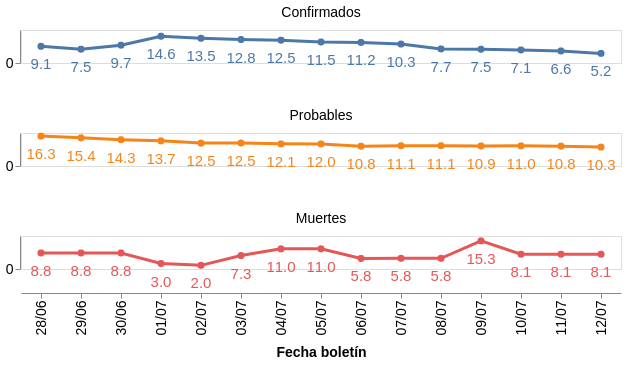 Confirmados
0
9.1 7.5 9.7 14.6 13.5 12.8 12.5 11.5 11.2 10.3 7.7 7.5 7.1 6.6 5.2
Probables
0
16.3 15.4 14.3 13.7 12.5 12.5 12.1 12.0 10.8 11.1 11.1 10.9 11.0 10.8 10.3
Muertes
0
8.8 8.8 8.8 3.0 2.0 7.3 11.0 11.0 5.8 5.8 5.8 15.3 8.1 8.1 8.1
28/06 29/06 30/06 01/07 02/07 03/07 04/07 05/07 06/07 07/07 08/07 09/07 10/07 11/07 12/07
Fecha boletín